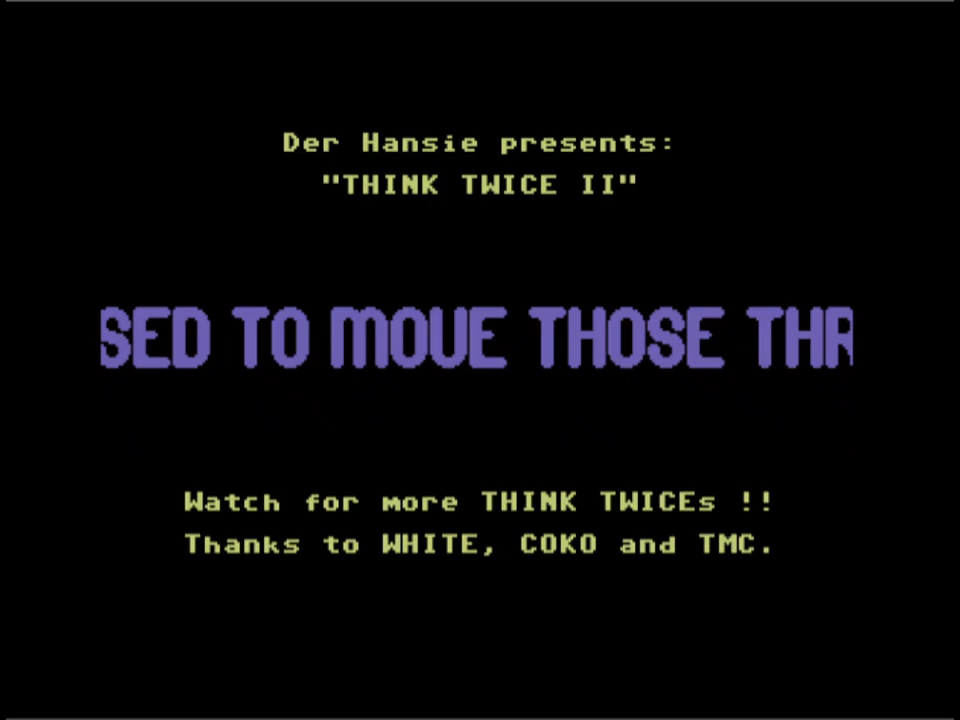 Der Hansie presents:
"THINK TWICE II"
SED TO MOVE THOSE THR
Watch for more THINK TWICEs !!
Thanks to WHITE, COKO and TMC.